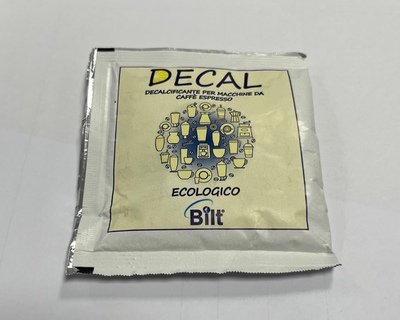 DECAL
DECALCIFICANTE PER MACCHINE DA
CAFFÈ ESPRESSO
ECOLOGICO
Bilt